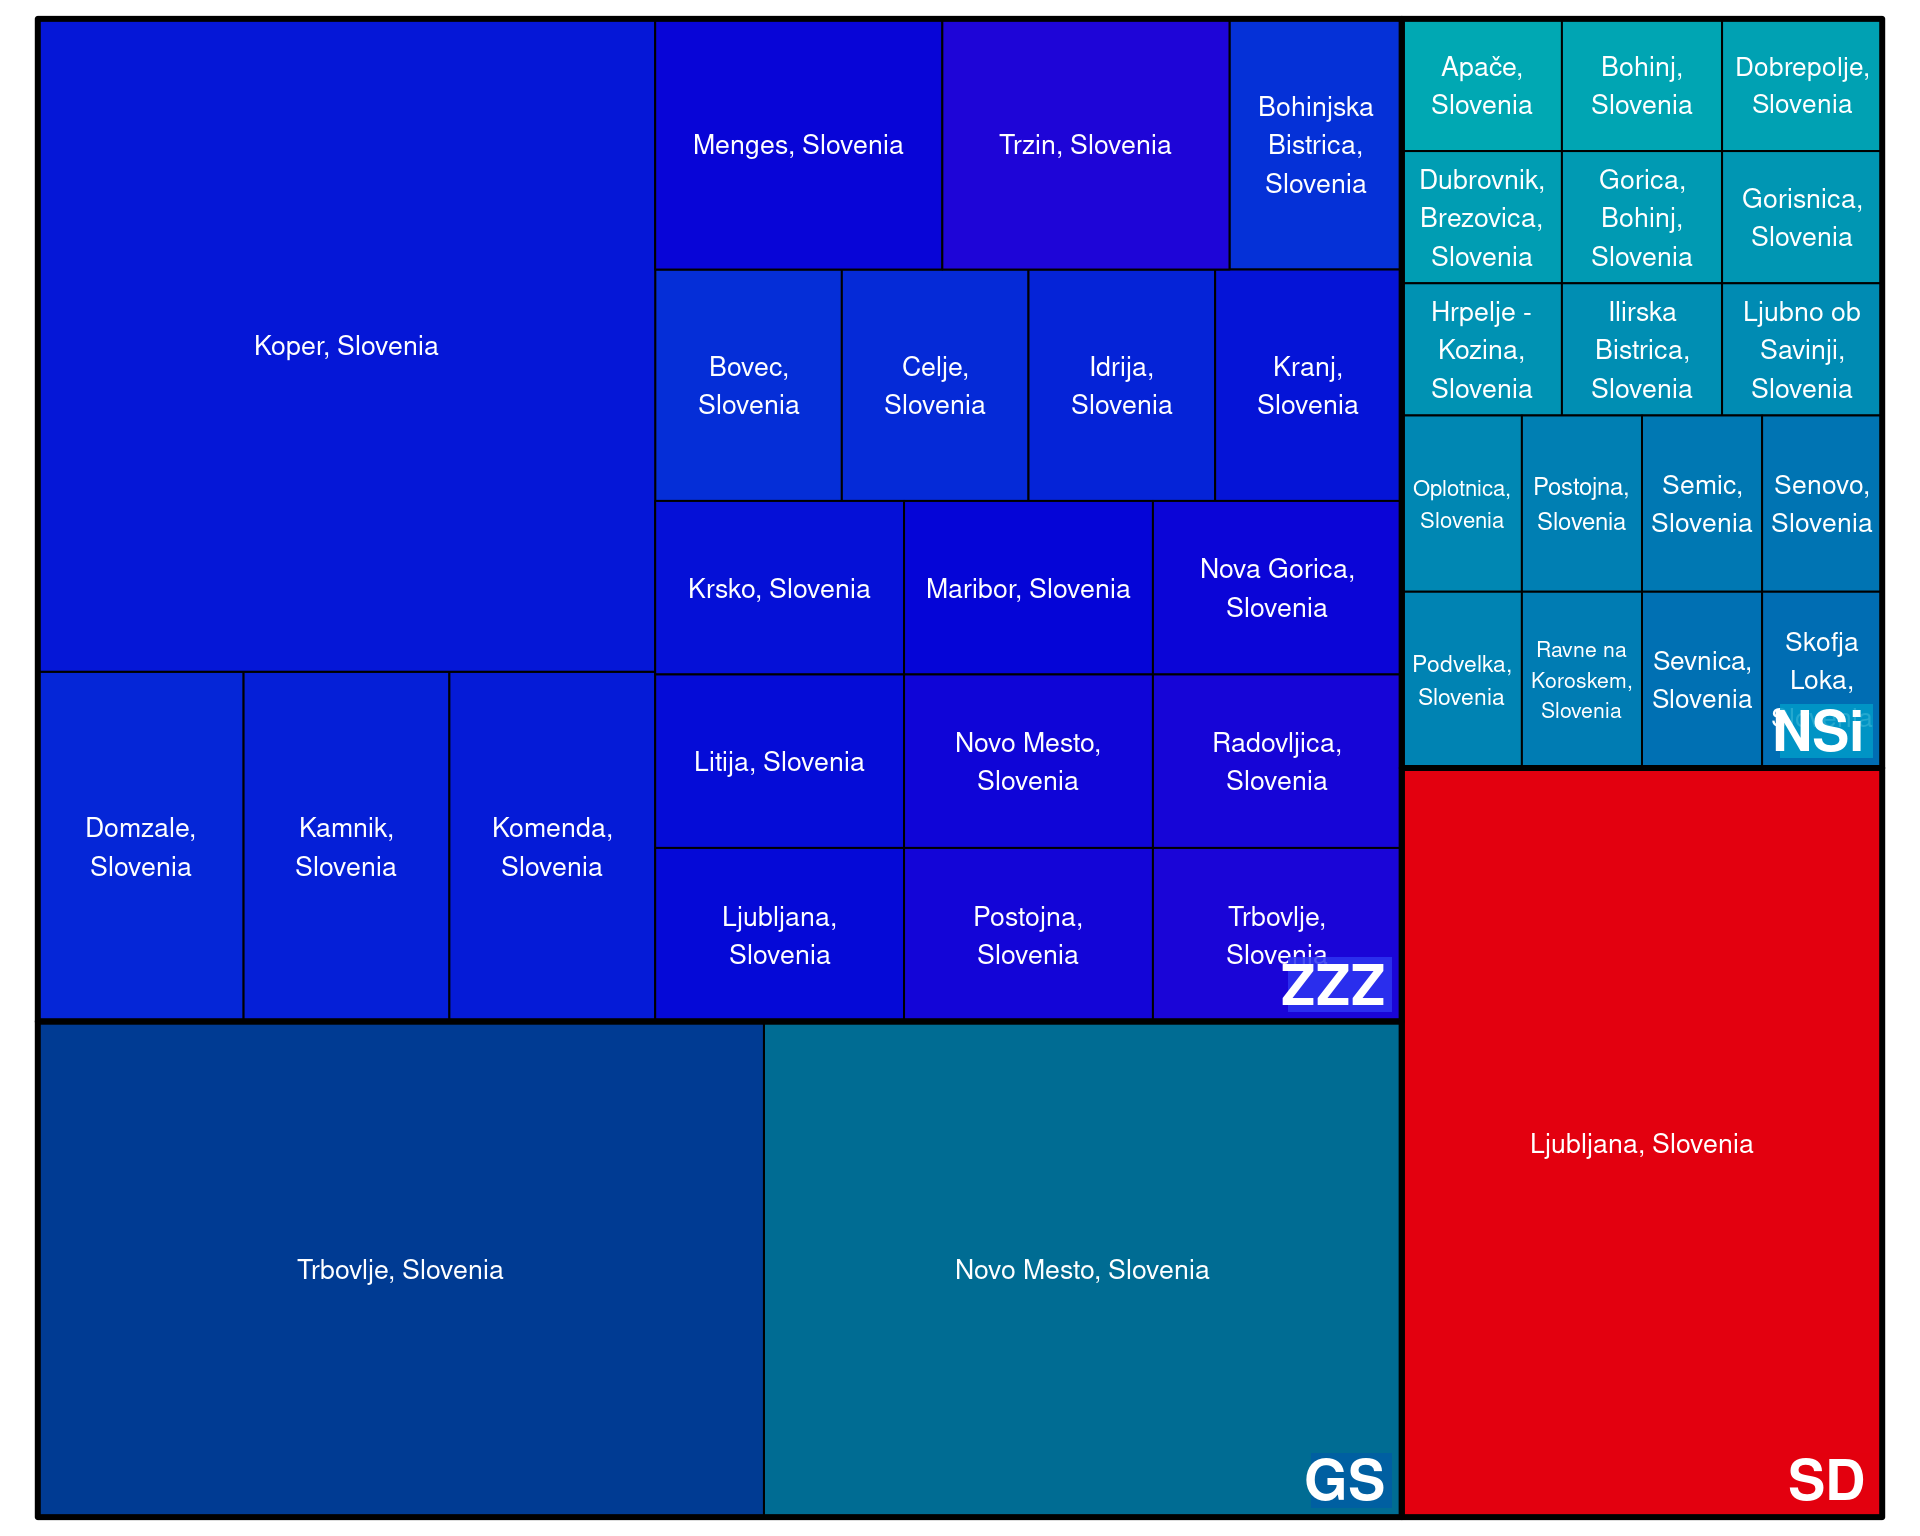 Koper, Slovenia
Menges, Slovenia
Trzin, Slovenia
Bohinjska
Bistrica,
Slovenia
Bovec,
Slovenia
Celje,
Slovenia
Idrija,
Slovenia
Kranj,
Slovenia
Krsko, Slovenia
Maribor, Slovenia
Nova Gorica,
Slovenia
Litija, Slovenia
Novo Mesto,
Slovenia
Radovljica,
Slovenia
Domzale,
Slovenia
Kamnik,
Slovenia
Komenda,
Slovenia
Ljubljana,
Slovenia
Postojna,
Slovenia
Trbovlje,
Slovenia
ZZZ
Apače,
Slovenia
Bohinj,
Slovenia
Dobrepolje,
Slovenia
Dubrovnik,
Brezovica,
Slovenia
Gorica,
Bohinj,
Slovenia
Gorisnica,
Slovenia
Hrpelje -
Kozina,
Slovenia
Ilirska
Bistrica,
Slovenia
Ljubno ob
Savinji,
Slovenia
Oplotnica,
Slovenia
Postojna,
Slovenia
Semic,
Slovenia
Senovo,
Slovenia
Podvelka,
Slovenia
Ravne na
Koroskem,
Slovenia
Sevnica,
Slovenia
Skofja
Loka,
NSi
Trbovlje, Slovenia
Novo Mesto, Slovenia
GS
Ljubljana, Slovenia
SD